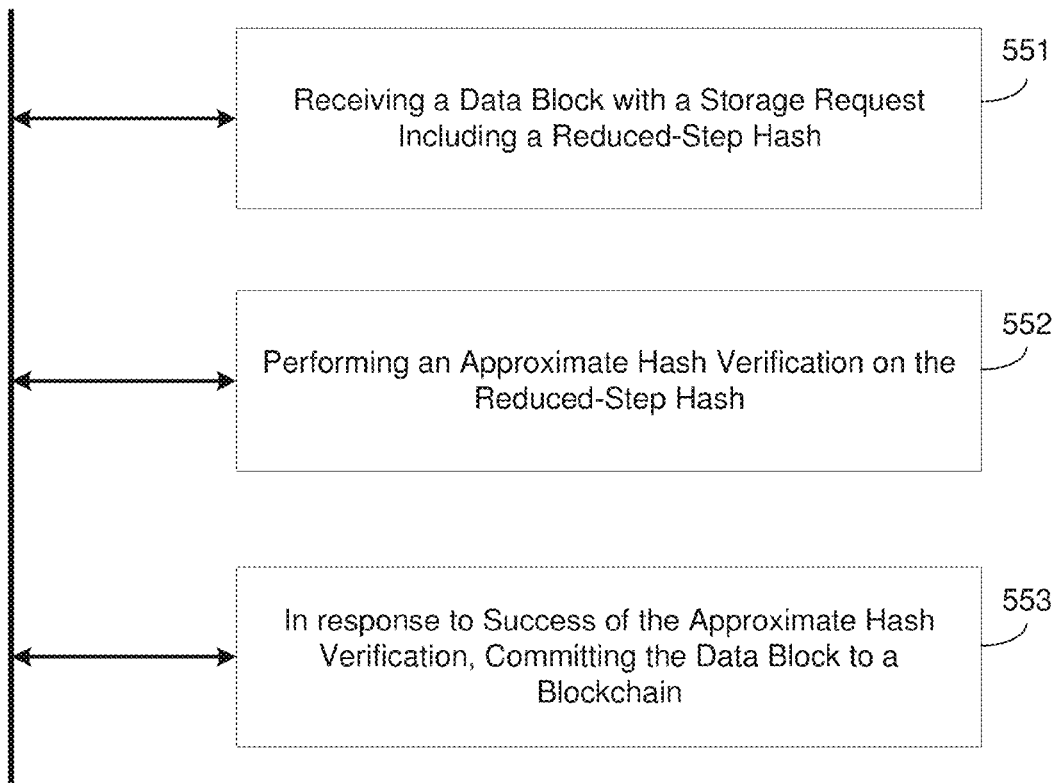 551
Receiving a Data Block with a Storage Request
Including a Reduced-Step Hash
552
Performing an Approximate Hash Verification on the
Reduced-Step Hash
553
In response to Success of the Approximate Hash
Verification, Committing the Data Block to a
Blockchain